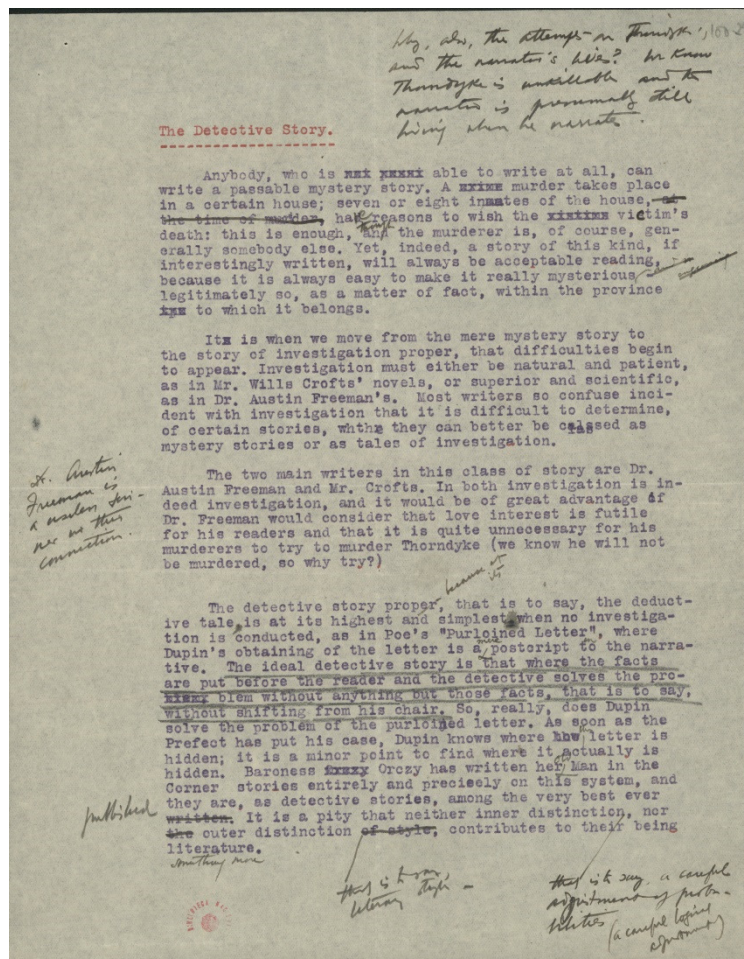 Why, also, the attempts on Thorndyke's
and the narrator's lives? We know
Thorndyke is unkillable and the
narrator is presumably still
living when he narrates.
The Detective Story.
Anybody, who is able to write at all, can
write a passable mystery story. A murder takes place
in a certain house; seven or eight inmates of the house, at
the time of murder, have reasons to wish the victim's
death: this is enough, though the murderer is, of course, gen-
erally somebody else. Yet, indeed, a story of this kind, if
interestingly written, will always be acceptable reading,
because it is always easy to make it really mysterious
legitimately so, as a matter of fact, within the province
to which it belongs.
It is when we move from the mere mystery story to
the story of investigation proper, that difficulties begin
to appear. Investigation must either be natural and patient,
as in Mr. Wills Crofts' novels, or superior and scientific,
as in Dr. Austin Freeman's. Most writers so confuse inci-
dent with investigation that it is difficult to determine,
of certain stories, whthr they can better be classed as
mystery stories or as tales of investigation.
Dr. Austin
Freeman is
a useless sin-
ner in this
connection.
The two main writers in this class of story are Dr.
Austin Freeman and Mr. Crofts. In both investigation is in-
deed investigation, and it would be of great advantage if
Dr. Freeman would consider that love interest is futile
for his readers and that it is quite unnecessary for his
murderers to try to murder Thorndyke (we know he will not
be murdered, so why try?)
because of
its
The detective story proper, that is to say, the deduct-
ive tale, is at its highest and simplest when no investiga-
tion is conducted, as in Poe's "Purloined Letter", where
Dupin's obtaining of the letter is a mere postcript to the narra-
tive. The ideal detective story is that where the facts
are put before the reader and the detective solves the pro-
blem without anything but those facts, that is to say,
without shifting from his chair. So, really, does Dupin
solve the problem of the purloined letter. As soon as the
Prefect has put his case, Dupin knows where letter is
hidden; it is a minor point to find where it actually is
hidden. Baroness Orczy has written her Man in the
Corner stories entirely and precisely on this system, and
they are, as detective stories, among the very best ever
published
written. It is a pity that neither inner distinction, nor
the outer distinction of style, contributes to their being
literature.
something more
that is to say,
literary style -
that is to say, a careful
adjustment of proba-
bilities
(a careful logical
adjustment)